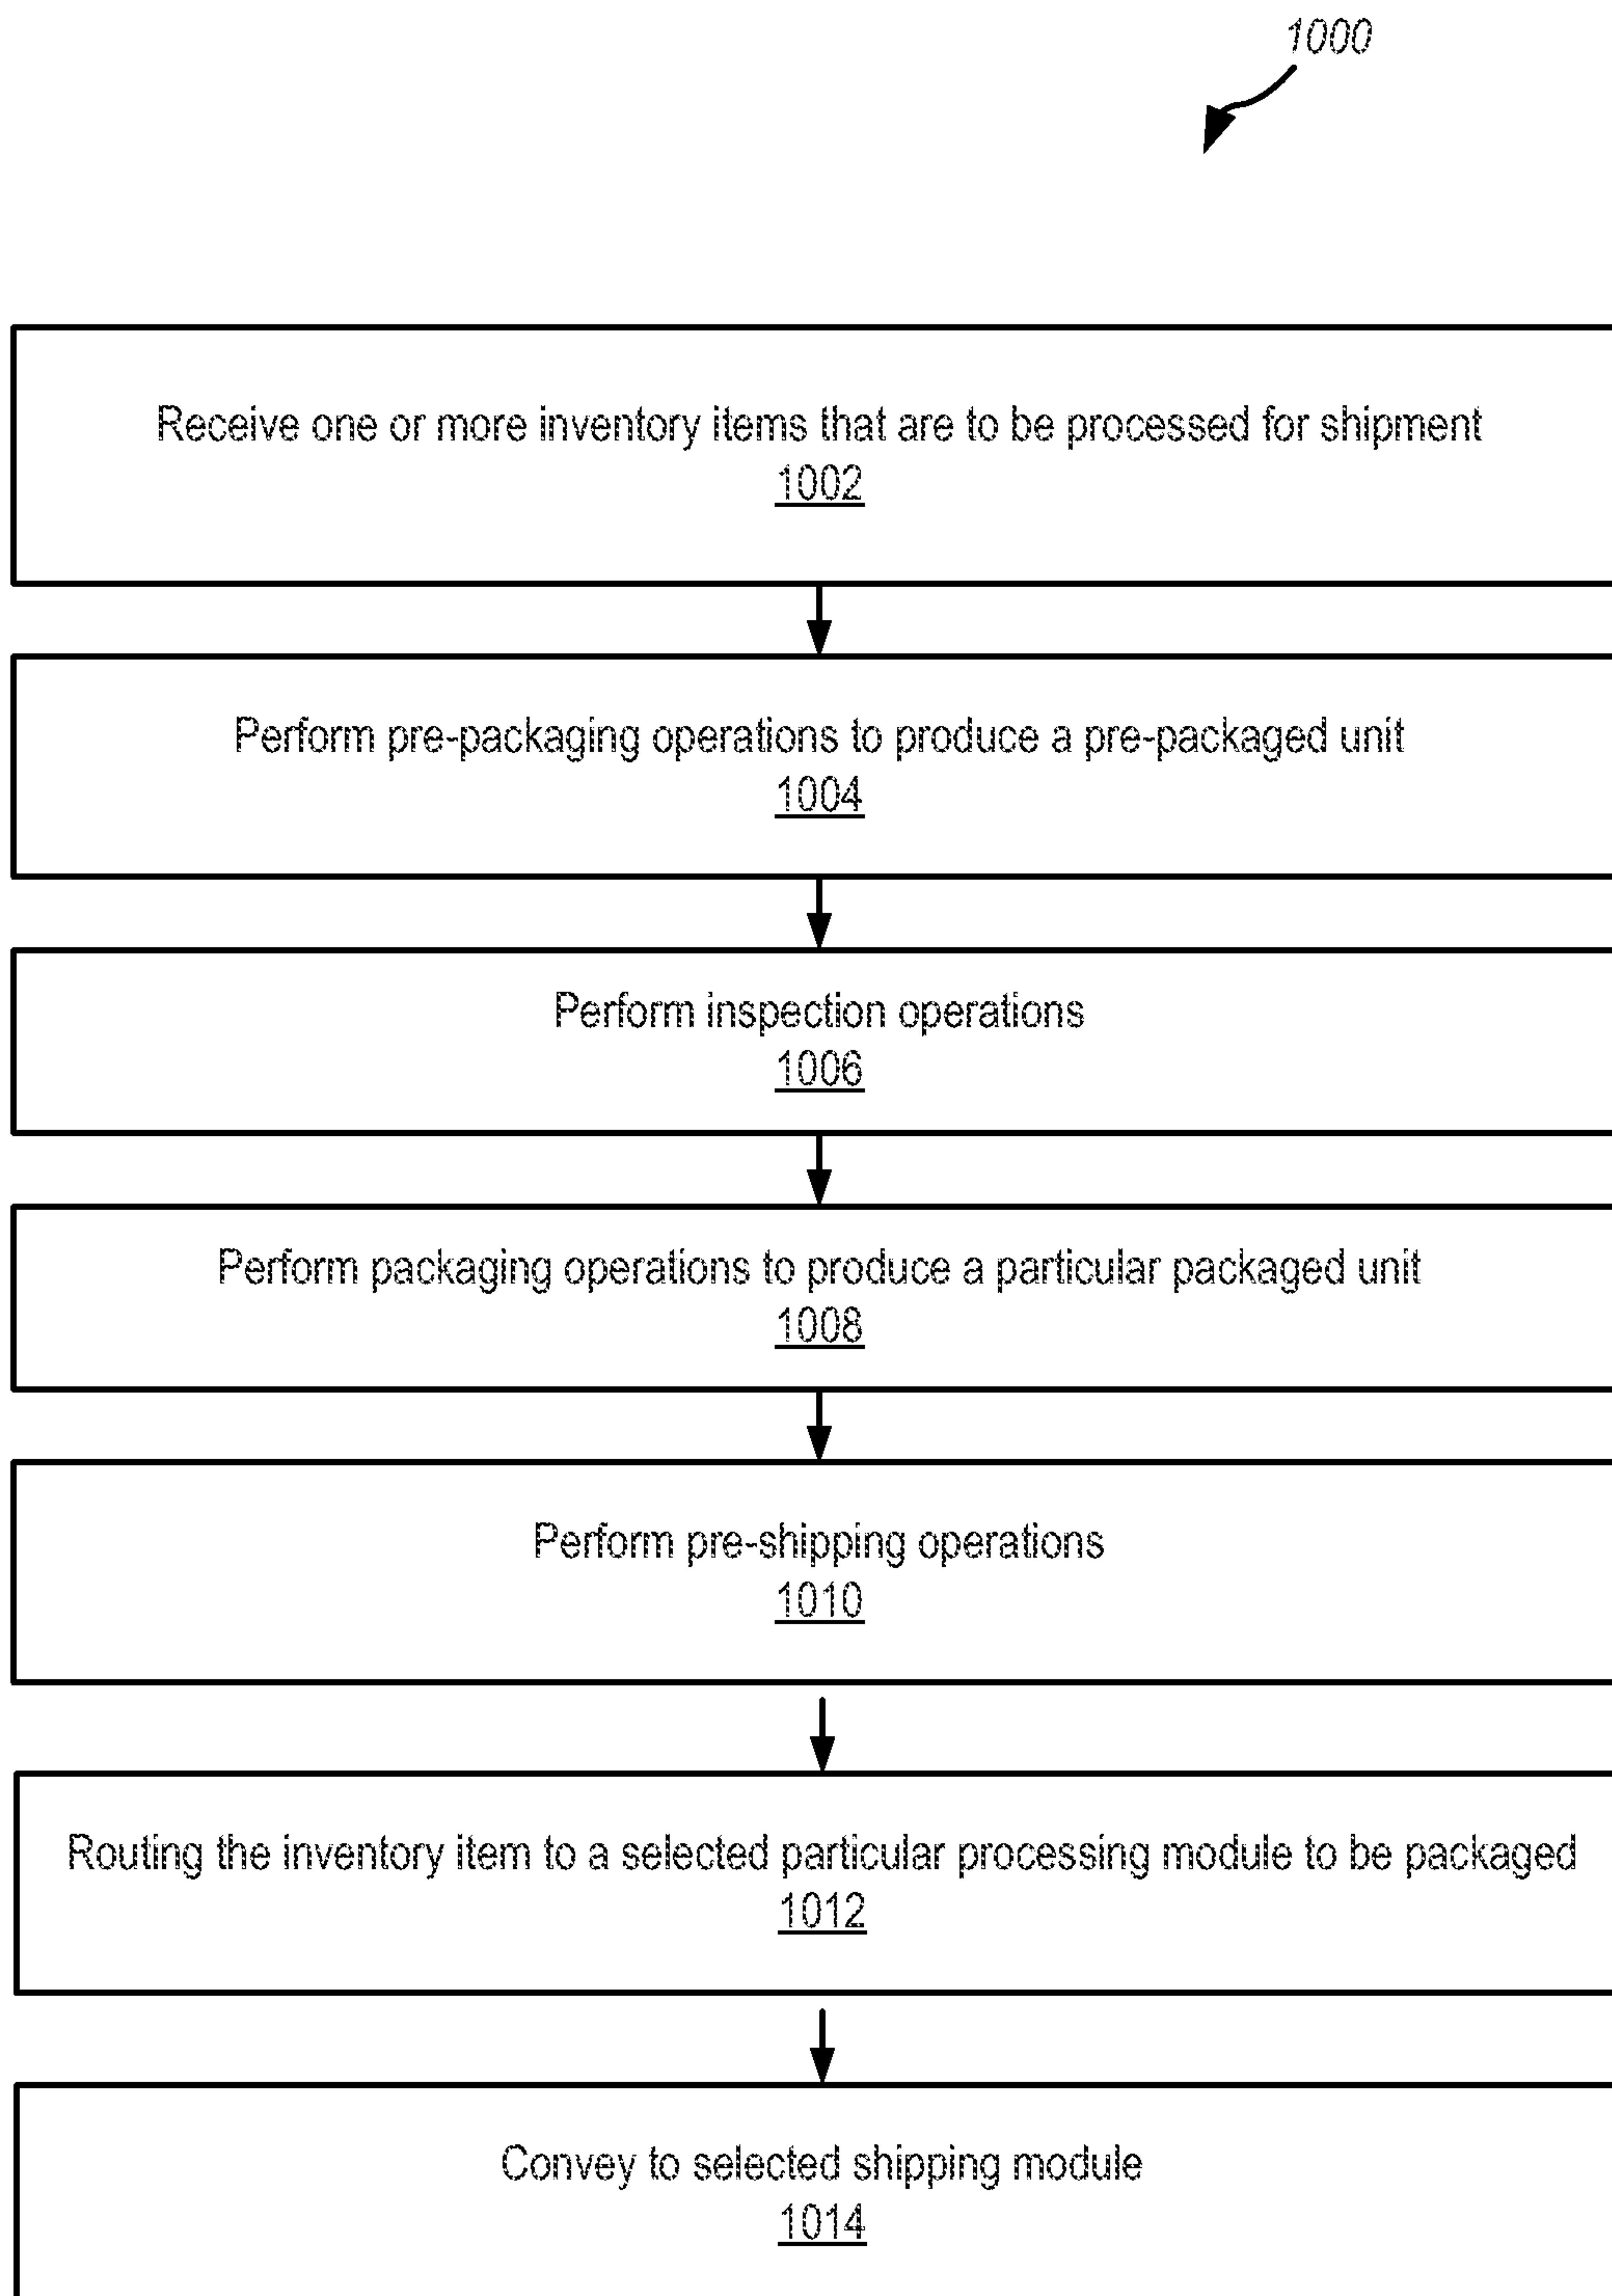 1000
Receive one or more inventory items that are to be processed for shipment
1002
Perform pre-packaging operations to produce a pre-packaged unit
1004
Perform inspection operations
1006
Perform packaging operations to produce a particular packaged unit
1008
Perform pre-shipping operations
1010
Routing the inventory item to a selected particular processing module to be packaged
1012
Convey to selected shipping module
1014